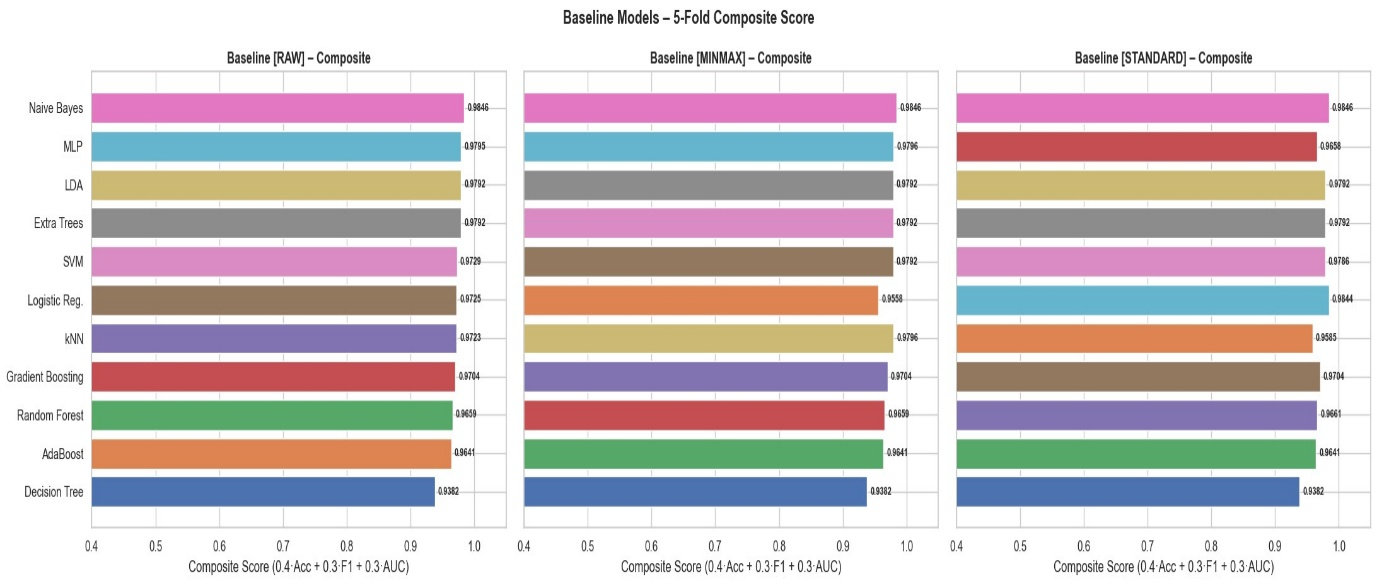 Baseline Models – 5-Fold Composite Score
Baseline [RAW] – Composite
Naive Bayes 0.9846
MLP 0.9795
LDA 0.9792
Extra Trees 0.9792
SVM 0.9729
Logistic Reg. 0.9725
kNN 0.9723
Gradient Boosting 0.9704
Random Forest 0.9659
AdaBoost 0.9641
Decision Tree 0.9382
0.4 0.5 0.6 0.7 0.8 0.9 1.0
Composite Score (0.4·Acc + 0.3·F1 + 0.3·AUC)
Baseline [MINMAX] – Composite
0.9846
0.9796
0.9792
0.9792
0.9792
0.9558
0.9796
0.9704
0.9659
0.9641
0.9382
0.4 0.5 0.6 0.7 0.8 0.9 1.0
Composite Score (0.4·Acc + 0.3·F1 + 0.3·AUC)
Baseline [STANDARD] – Composite
0.9846
0.9658
0.9792
0.9792
0.9786
0.9844
0.9585
0.9704
0.9661
0.9641
0.9382
0.4 0.5 0.6 0.7 0.8 0.9 1.0
Composite Score (0.4·Acc + 0.3·F1 + 0.3·AUC)